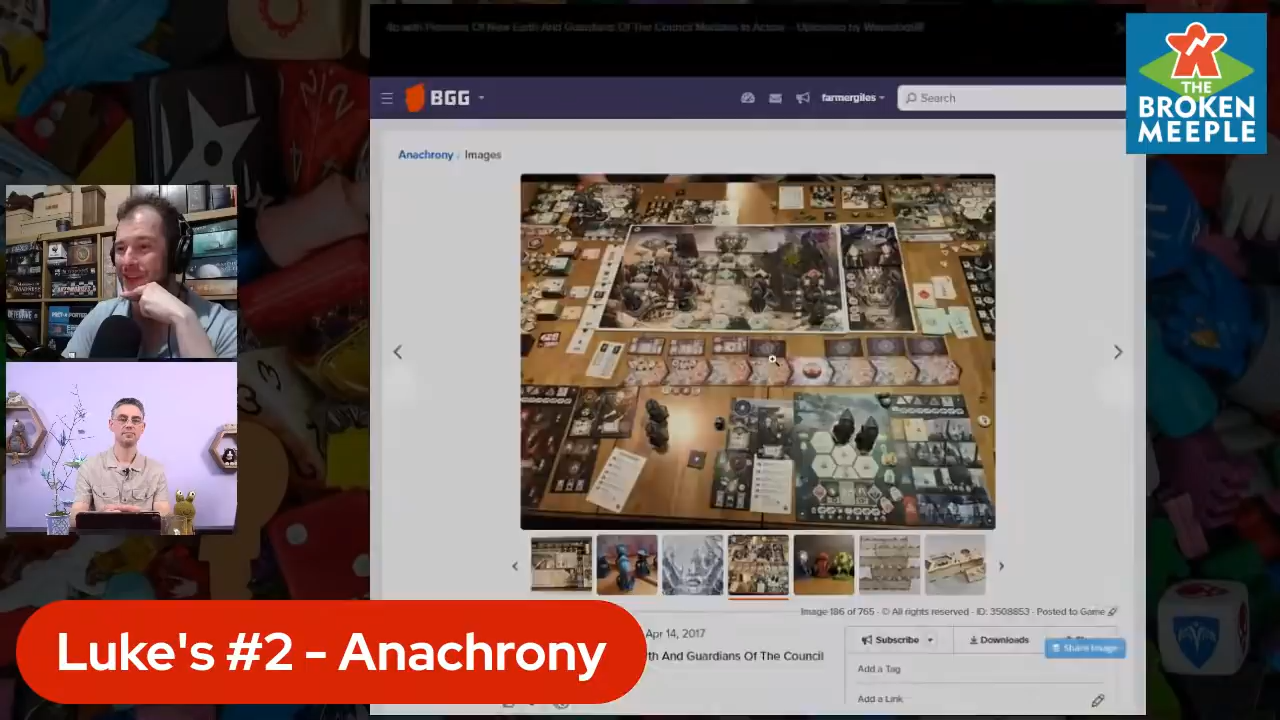 4p with Pioneers Of New Earth And Guardians Of The Council Modules In Action - Uploaded by
BGG
farmergiles
Search
THE
BROKEN
MEEPLE
Anachrony / Images
Image 186 of 765 · © All rights reserved · ID: 3508853 · Posted to Game
Apr 14, 2017
Subscribe
Downloads
Share Image
th And Guardians Of The Council
Add a Tag
Add a Link
Luke's #2 - Anachrony